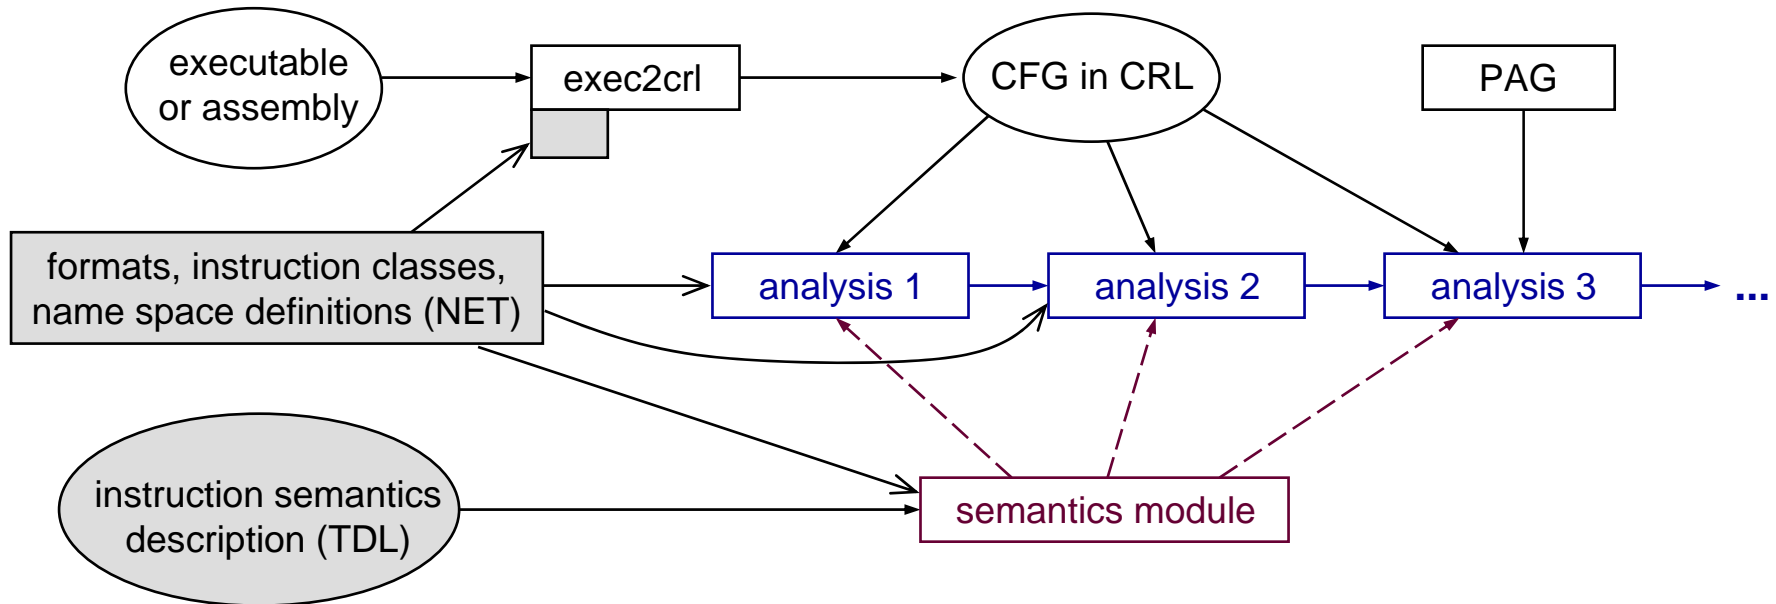 executable
or assembly
exec2crl
CFG in CRL
PAG
formats, instruction classes,
name space definitions (NET)
analysis 1
analysis 2
analysis 3
...
instruction semantics
description (TDL)
semantics module